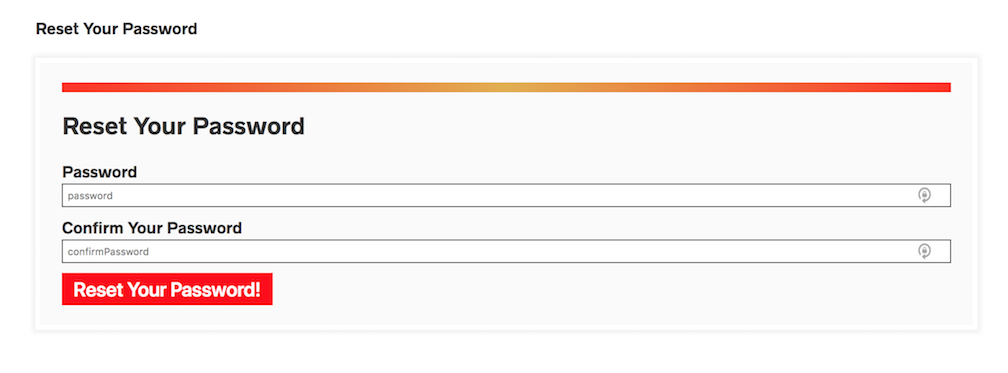 Reset Your Password
Reset Your Password
Password
password
Confirm Your Password
confirmPassword
Reset Your Password!